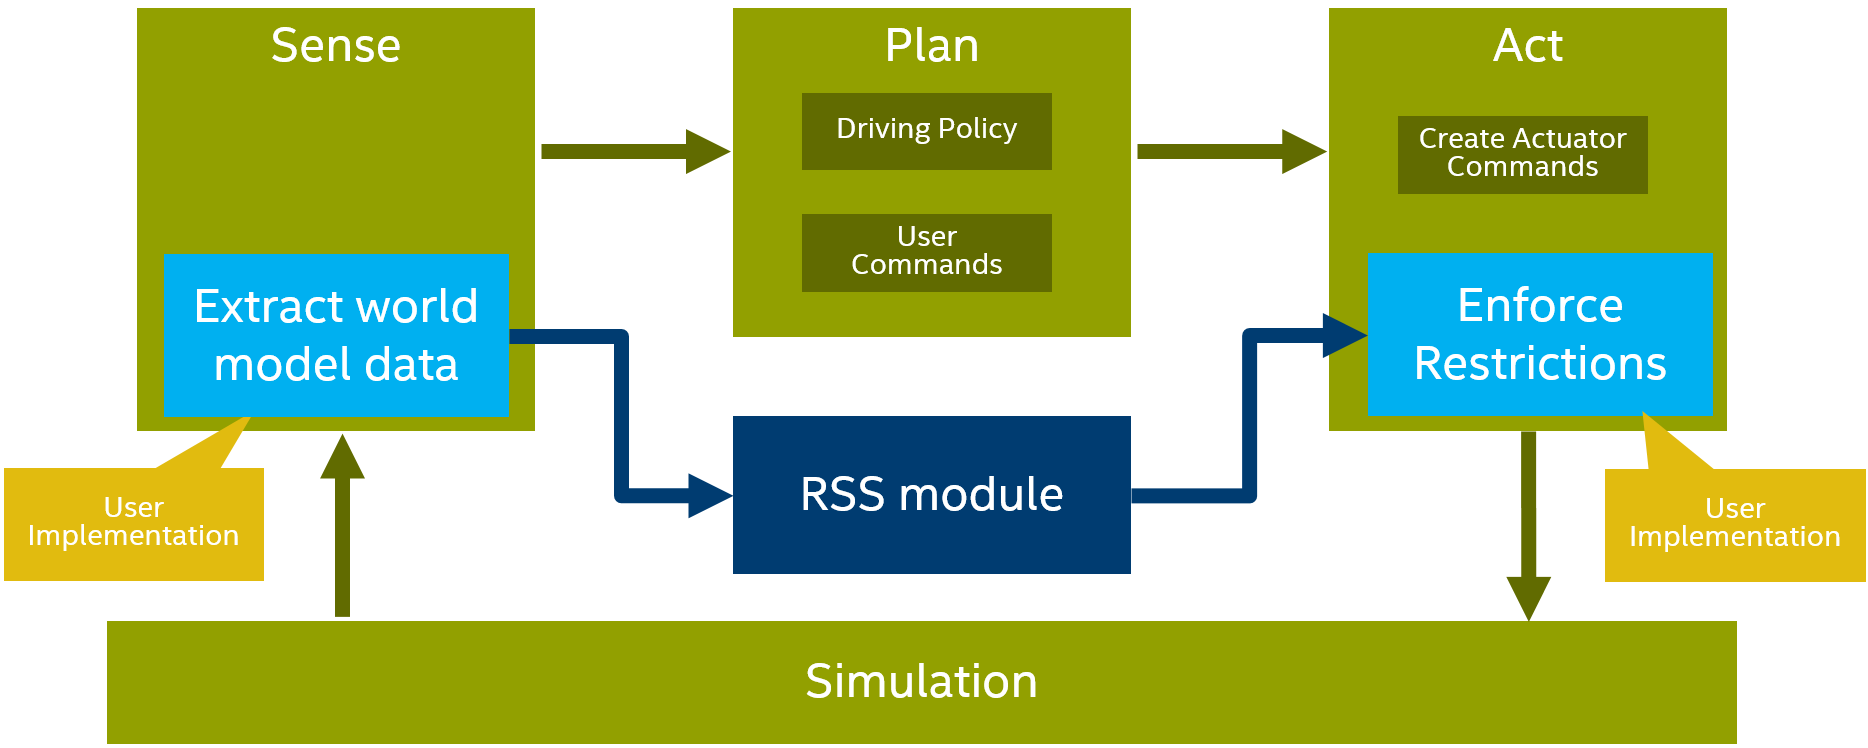 Sense
Plan
Act
Driving Policy
User
Commands
Create Actuator
Commands
Extract world
model data
Enforce
Restrictions
RSS module
User
Implementation
User
Implementation
Simulation